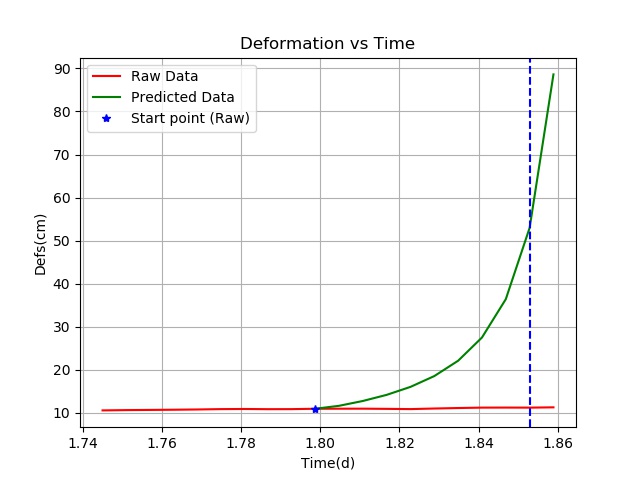 Deformation vs Time
Raw Data
Predicted Data
Start point (Raw)
90
80
70
60
50
40
30
20
10
Defs(cm)
1.74 1.76 1.78 1.80 1.82 1.84 1.86
Time(d)